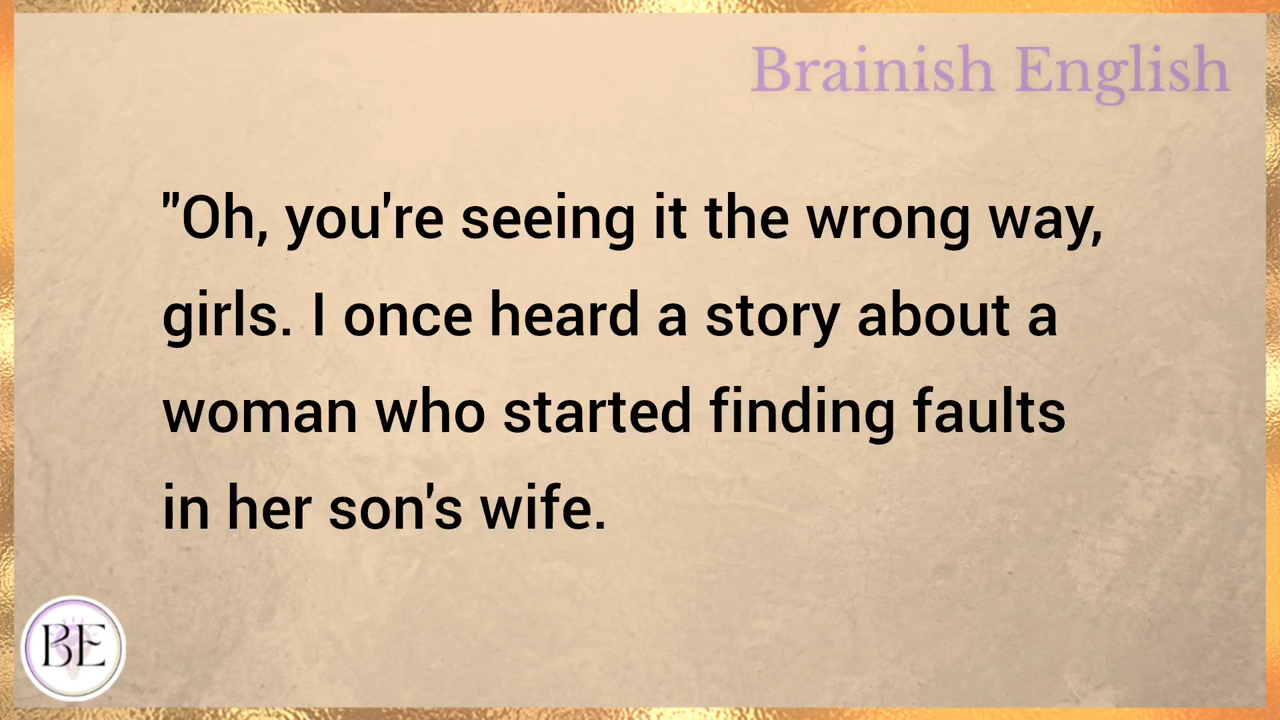 Brainish English
"Oh, you're seeing it the wrong way,
girls. I once heard a story about a
woman who started finding faults
in her son's wife.
BE